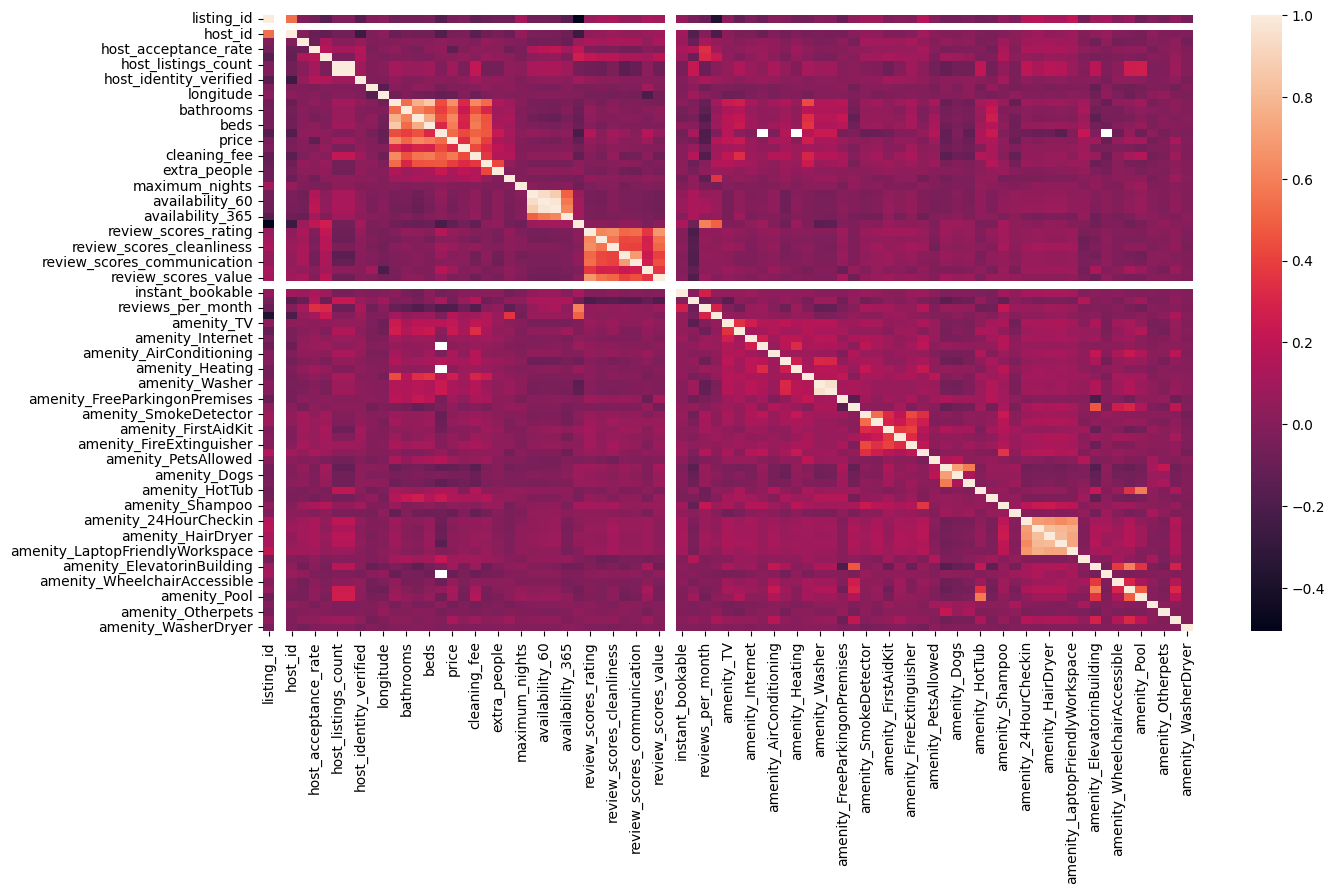 listing_id
host_id
host_acceptance_rate
host_listings_count
host_identity_verified
longitude
bathrooms
beds
price
cleaning_fee
extra_people
maximum_nights
availability_60
availability_365
review_scores_rating
review_scores_cleanliness
review_scores_communication
review_scores_value
instant_bookable
reviews_per_month
amenity_TV
amenity_Internet
amenity_AirConditioning
amenity_Heating
amenity_Washer
amenity_FreeParkingonPremises
amenity_SmokeDetector
amenity_FirstAidKit
amenity_FireExtinguisher
amenity_PetsAllowed
amenity_Dogs
amenity_HotTub
amenity_Shampoo
amenity_24HourCheckin
amenity_HairDryer
amenity_LaptopFriendlyWorkspace
amenity_ElevatorinBuilding
amenity_WheelchairAccessible
amenity_Pool
amenity_Otherpets
amenity_WasherDryer
listing_id
host_id
host_acceptance_rate
host_listings_count
host_identity_verified
longitude
bathrooms
beds
price
cleaning_fee
extra_people
maximum_nights
availability_60
availability_365
review_scores_rating
review_scores_cleanliness
review_scores_communication
review_scores_value
instant_bookable
reviews_per_month
amenity_TV
amenity_Internet
amenity_AirConditioning
amenity_Heating
amenity_Washer
amenity_FreeParkingonPremises
amenity_SmokeDetector
amenity_FirstAidKit
amenity_FireExtinguisher
amenity_PetsAllowed
amenity_Dogs
amenity_HotTub
amenity_Shampoo
amenity_24HourCheckin
amenity_HairDryer
amenity_LaptopFriendlyWorkspace
amenity_ElevatorinBuilding
amenity_WheelchairAccessible
amenity_Pool
amenity_Otherpets
amenity_WasherDryer
1.0
0.8
0.6
0.4
0.2
0.0
−0.2
−0.4